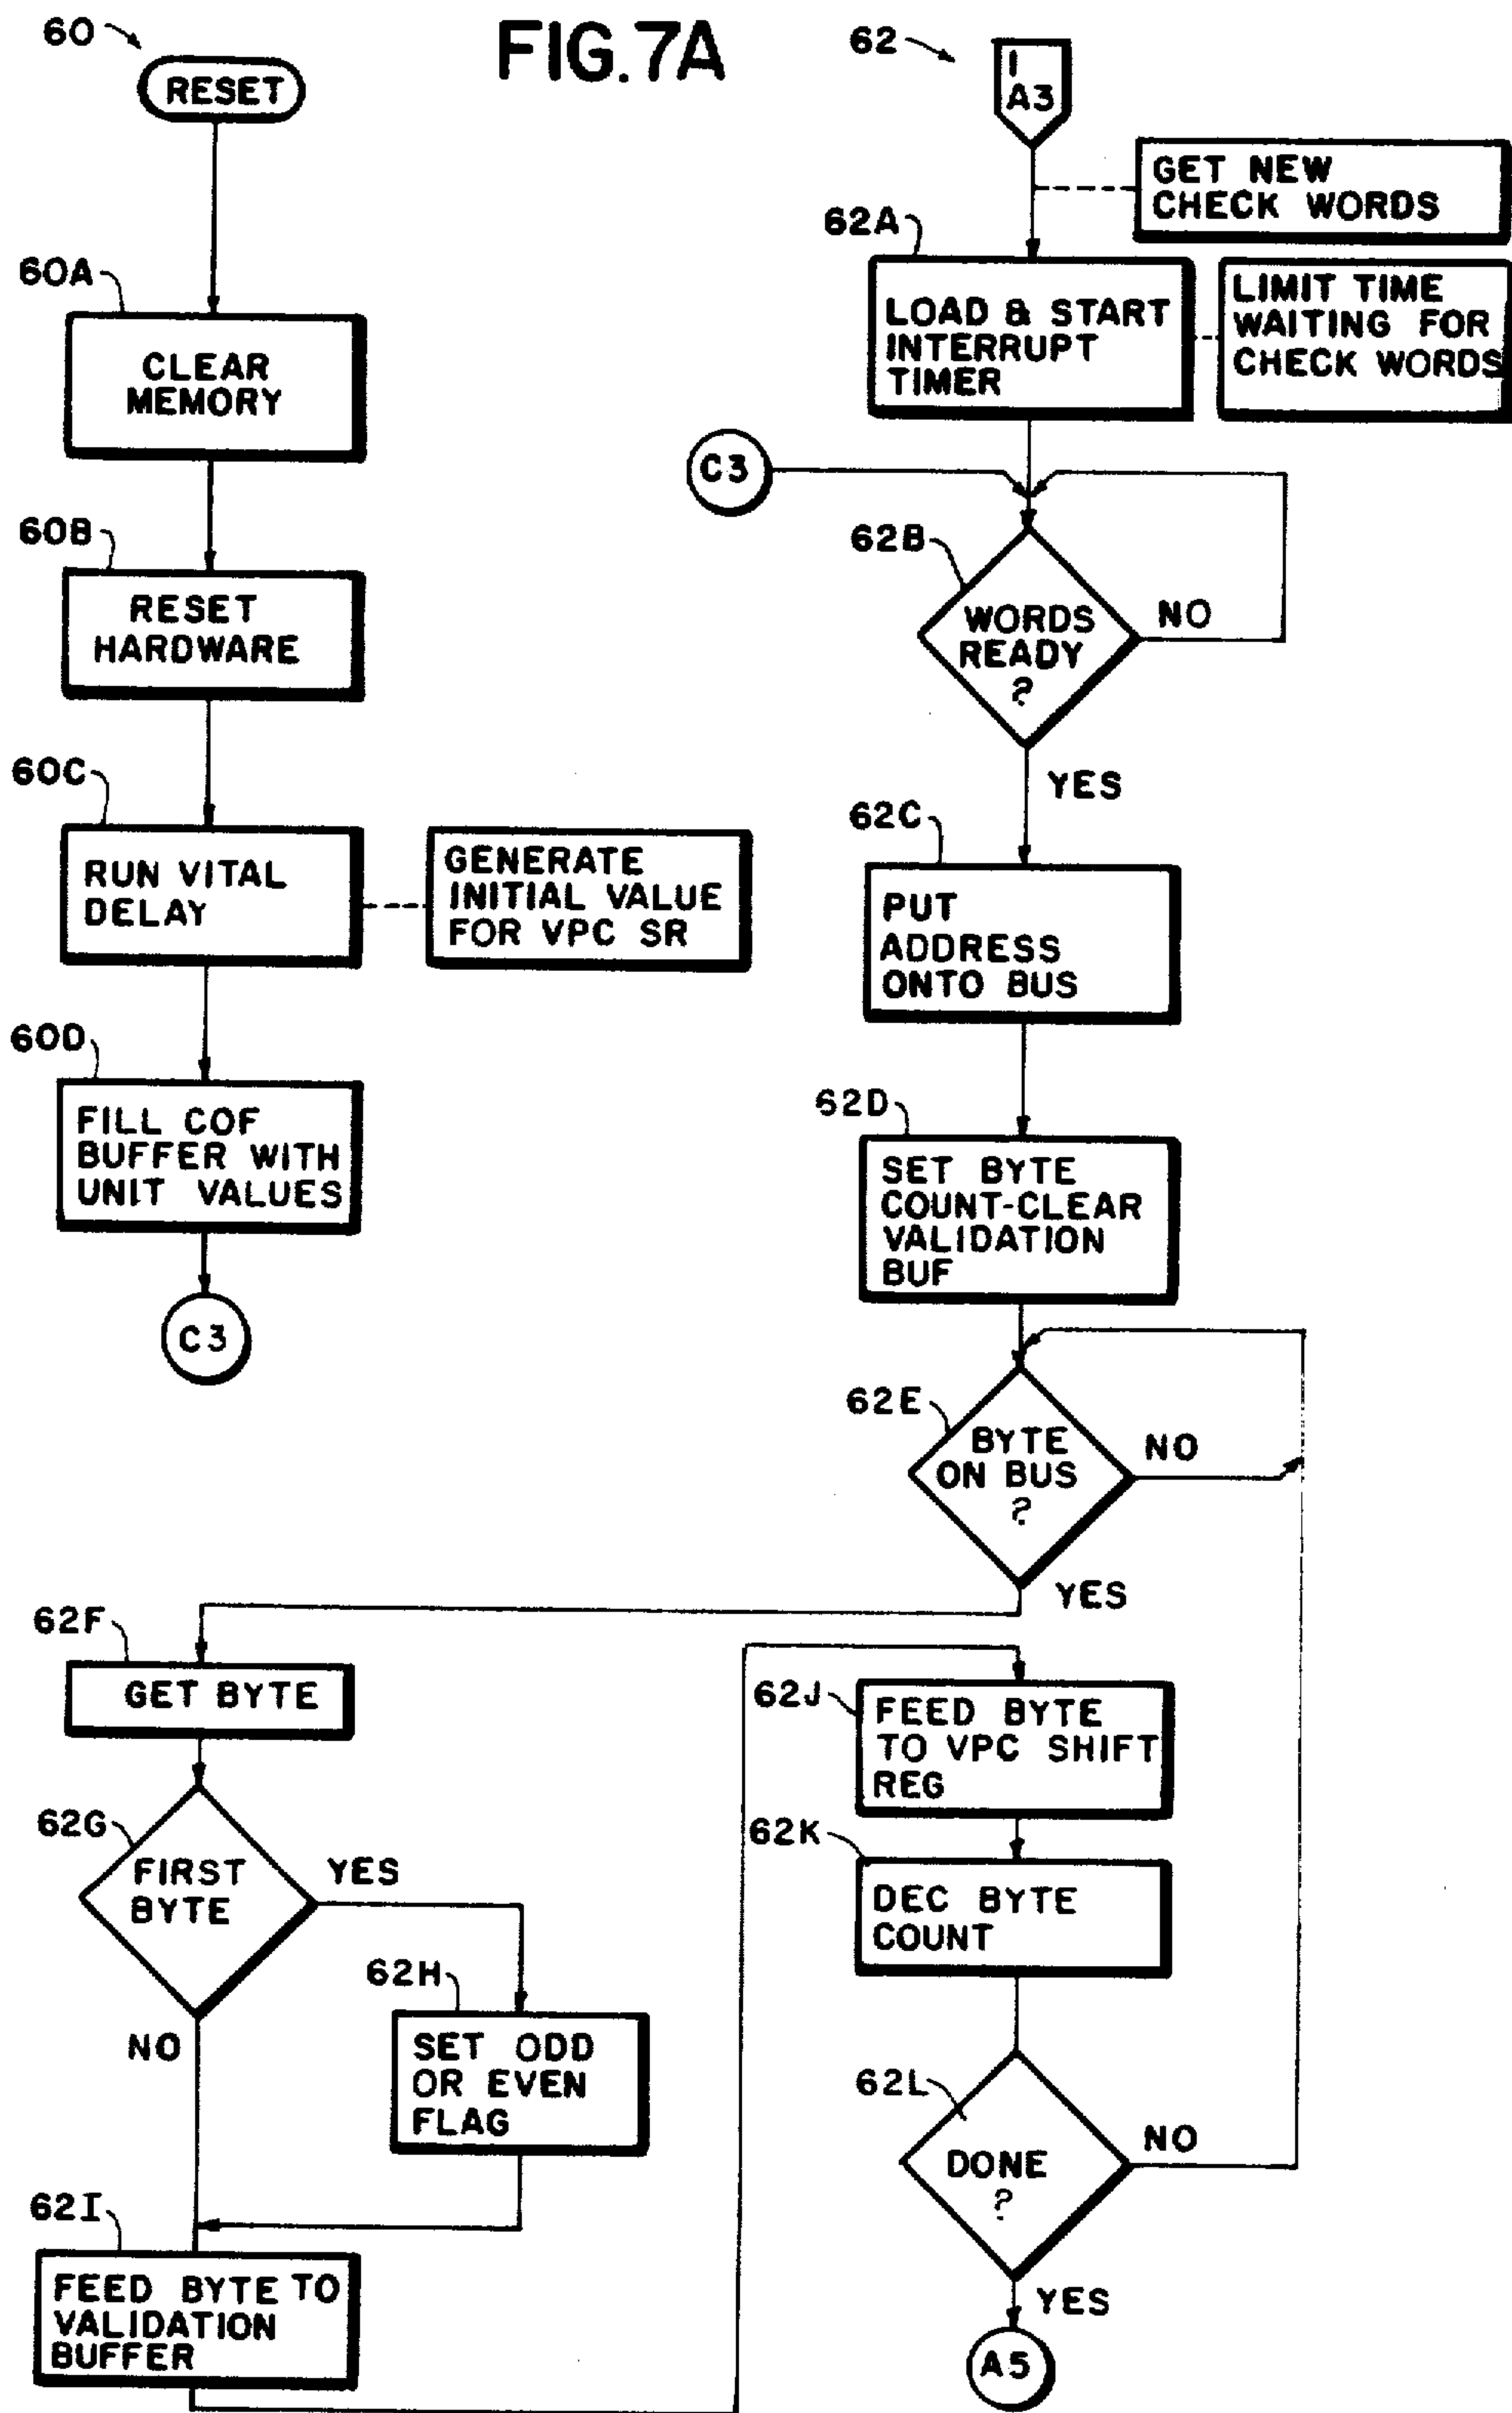 FIG.7A
60
RESET
60A
CLEAR
MEMORY
60B
RESET
HARDWARE
60C
RUN VITAL
DELAY
GENERATE
INITIAL VALUE
FOR VPC SR
60D
FILL COF
BUFFER WITH
UNIT VALUES
C3
62
I
A3
GET NEW
CHECK WORDS
62A
LOAD & START
INTERRUPT
TIMER
LIMIT TIME
WAITING FOR
CHECK WORDS
C3
62B
WORDS
READY
?
NO
YES
62C
PUT
ADDRESS
ONTO BUS
62D
SET BYTE
COUNT-CLEAR
VALIDATION
BUF
62E
BYTE
ON BUS
?
NO
YES
62F
GET BYTE
62G
FIRST
BYTE
YES
NO
62H
SET ODD
OR EVEN
FLAG
62I
FEED BYTE TO
VALIDATION
BUFFER
62J
FEED BYTE
TO VPC SHIFT
REG
62K
DEC BYTE
COUNT
62L
DONE
?
NO
YES
A5